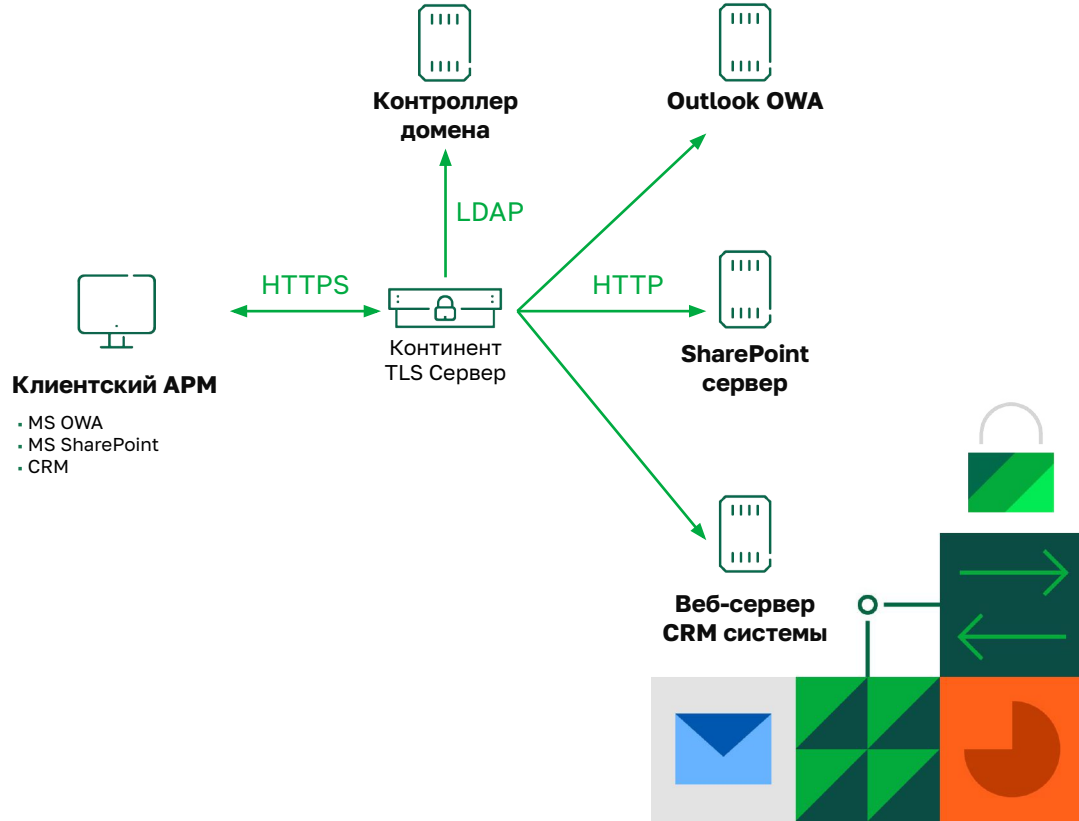 Контроллер
домена
Outlook OWA
LDAP
HTTPS
HTTP
Континент
TLS Сервер
SharePoint
сервер
Клиентский АРМ
▪ MS OWA
▪ MS SharePoint
▪ CRM
Веб-сервер
CRM системы